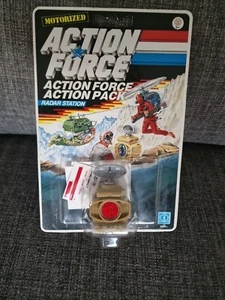 MOTORIZED
ACTION
FORCE
ACTION FORCE
ACTION PACK
RADAR STATION